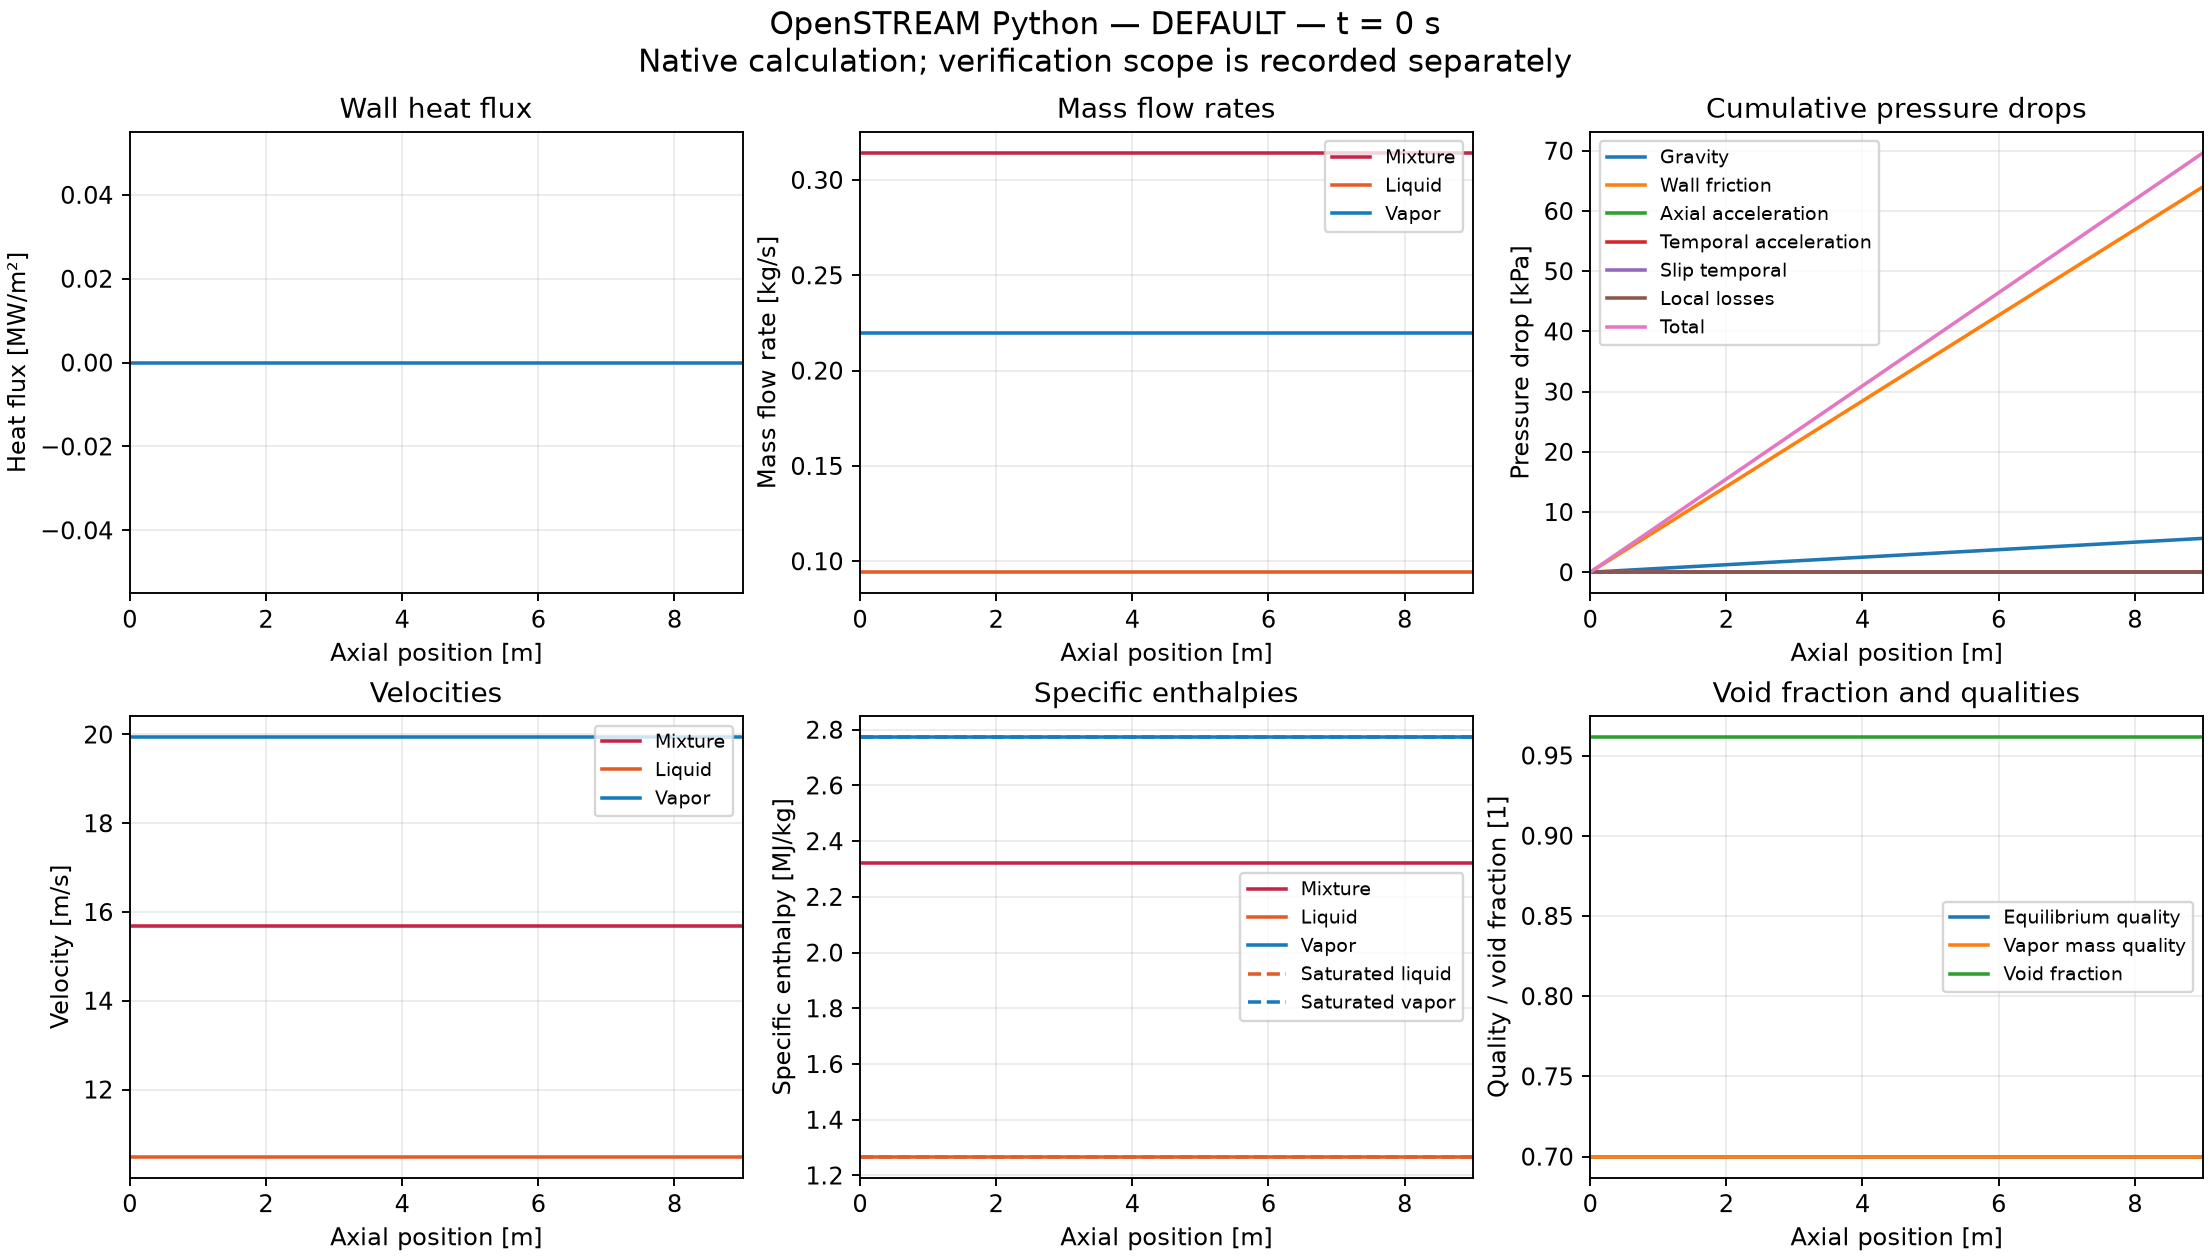 OpenSTREAM Python — DEFAULT — t = 0 s
Native calculation; verification scope is recorded separately
Wall heat flux
Heat flux [MW/m²]
0.04
0.02
0.00
−0.02
−0.04
0 2 4 6 8
Axial position [m]
Mass flow rates
Mass flow rate [kg/s]
0.30
0.25
0.20
0.15
0.10
Mixture
Liquid
Vapor
0 2 4 6 8
Axial position [m]
Cumulative pressure drops
Pressure drop [kPa]
70
60
50
40
30
20
10
0
Gravity
Wall friction
Axial acceleration
Temporal acceleration
Slip temporal
Local losses
Total
0 2 4 6 8
Axial position [m]
Velocities
Velocity [m/s]
20
18
16
14
12
Mixture
Liquid
Vapor
0 2 4 6 8
Axial position [m]
Specific enthalpies
Specific enthalpy [MJ/kg]
2.8
2.6
2.4
2.2
2.0
1.8
1.6
1.4
1.2
Mixture
Liquid
Vapor
Saturated liquid
Saturated vapor
0 2 4 6 8
Axial position [m]
Void fraction and qualities
Quality / void fraction [1]
0.95
0.90
0.85
0.80
0.75
0.70
Equilibrium quality
Vapor mass quality
Void fraction
0 2 4 6 8
Axial position [m]